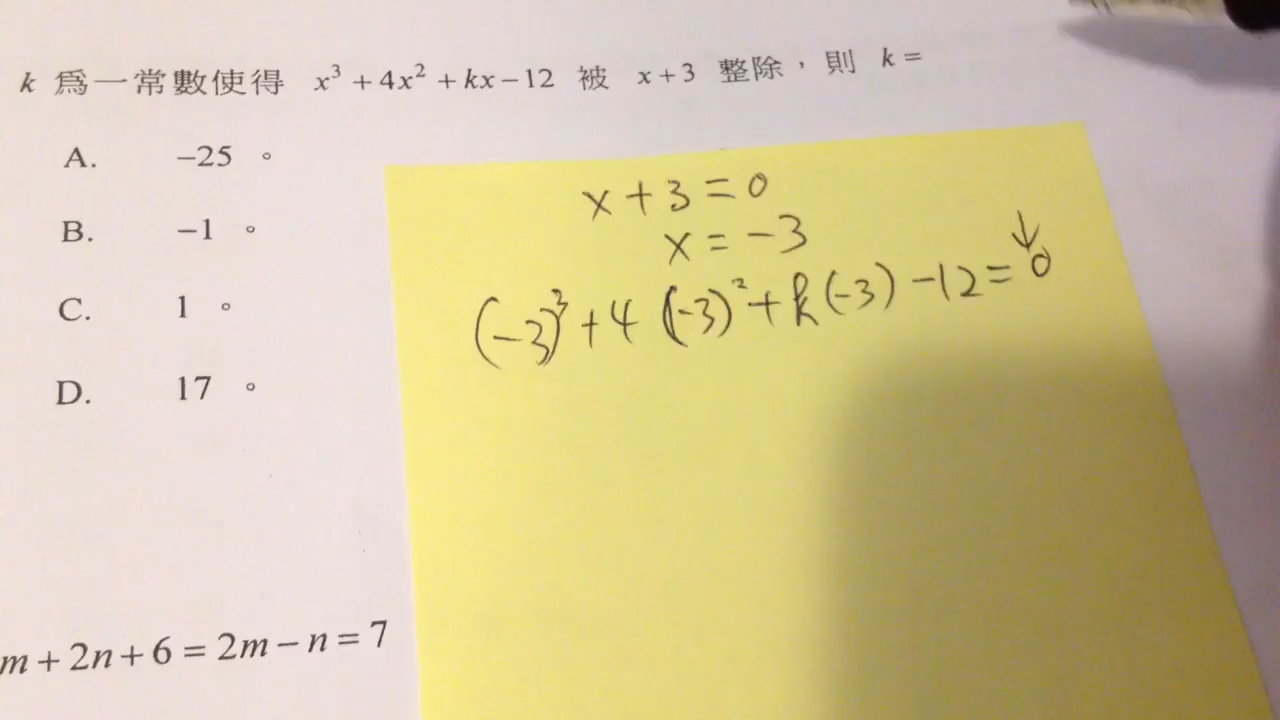 k 為一常數使得 x³ + 4x² + kx − 12 被 x + 3 整除，則 k =
A. −25 。
B. −1 。
C. 1 。
D. 17 。
x + 3 = 0
x = −3
(−3)³ + 4 (−3)² + k (−3) − 12 = 0
↓
m + 2n + 6 = 2m − n = 7